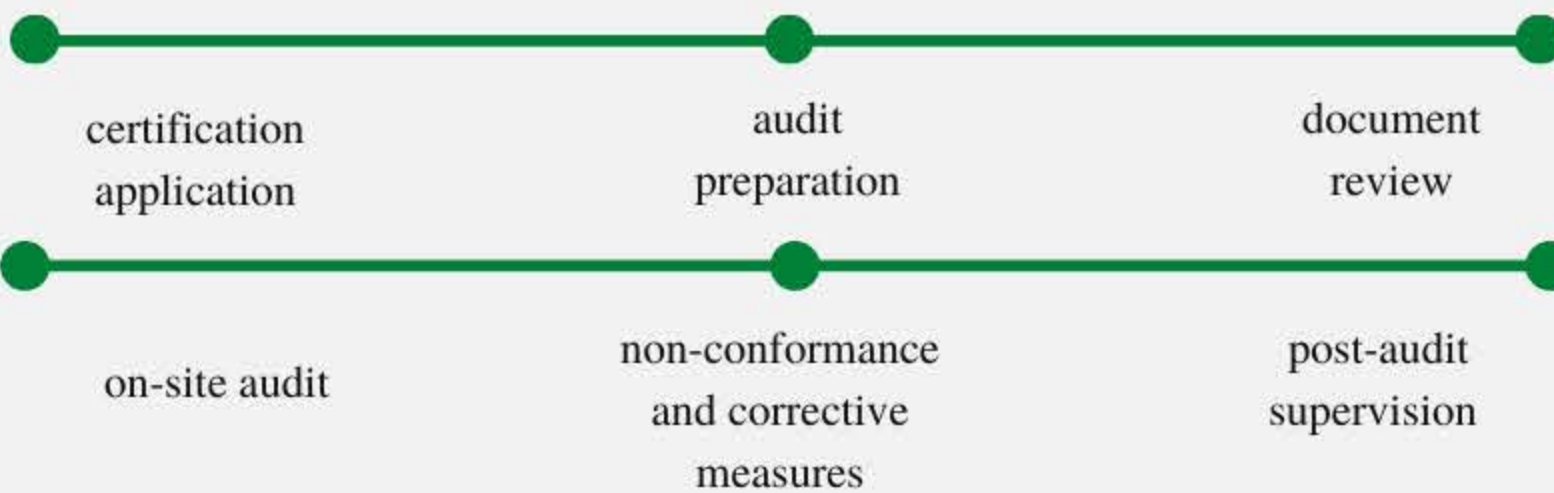 certification
application
audit
preparation
document
review
on-site audit
non-conformance
and corrective
measures
post-audit
supervision